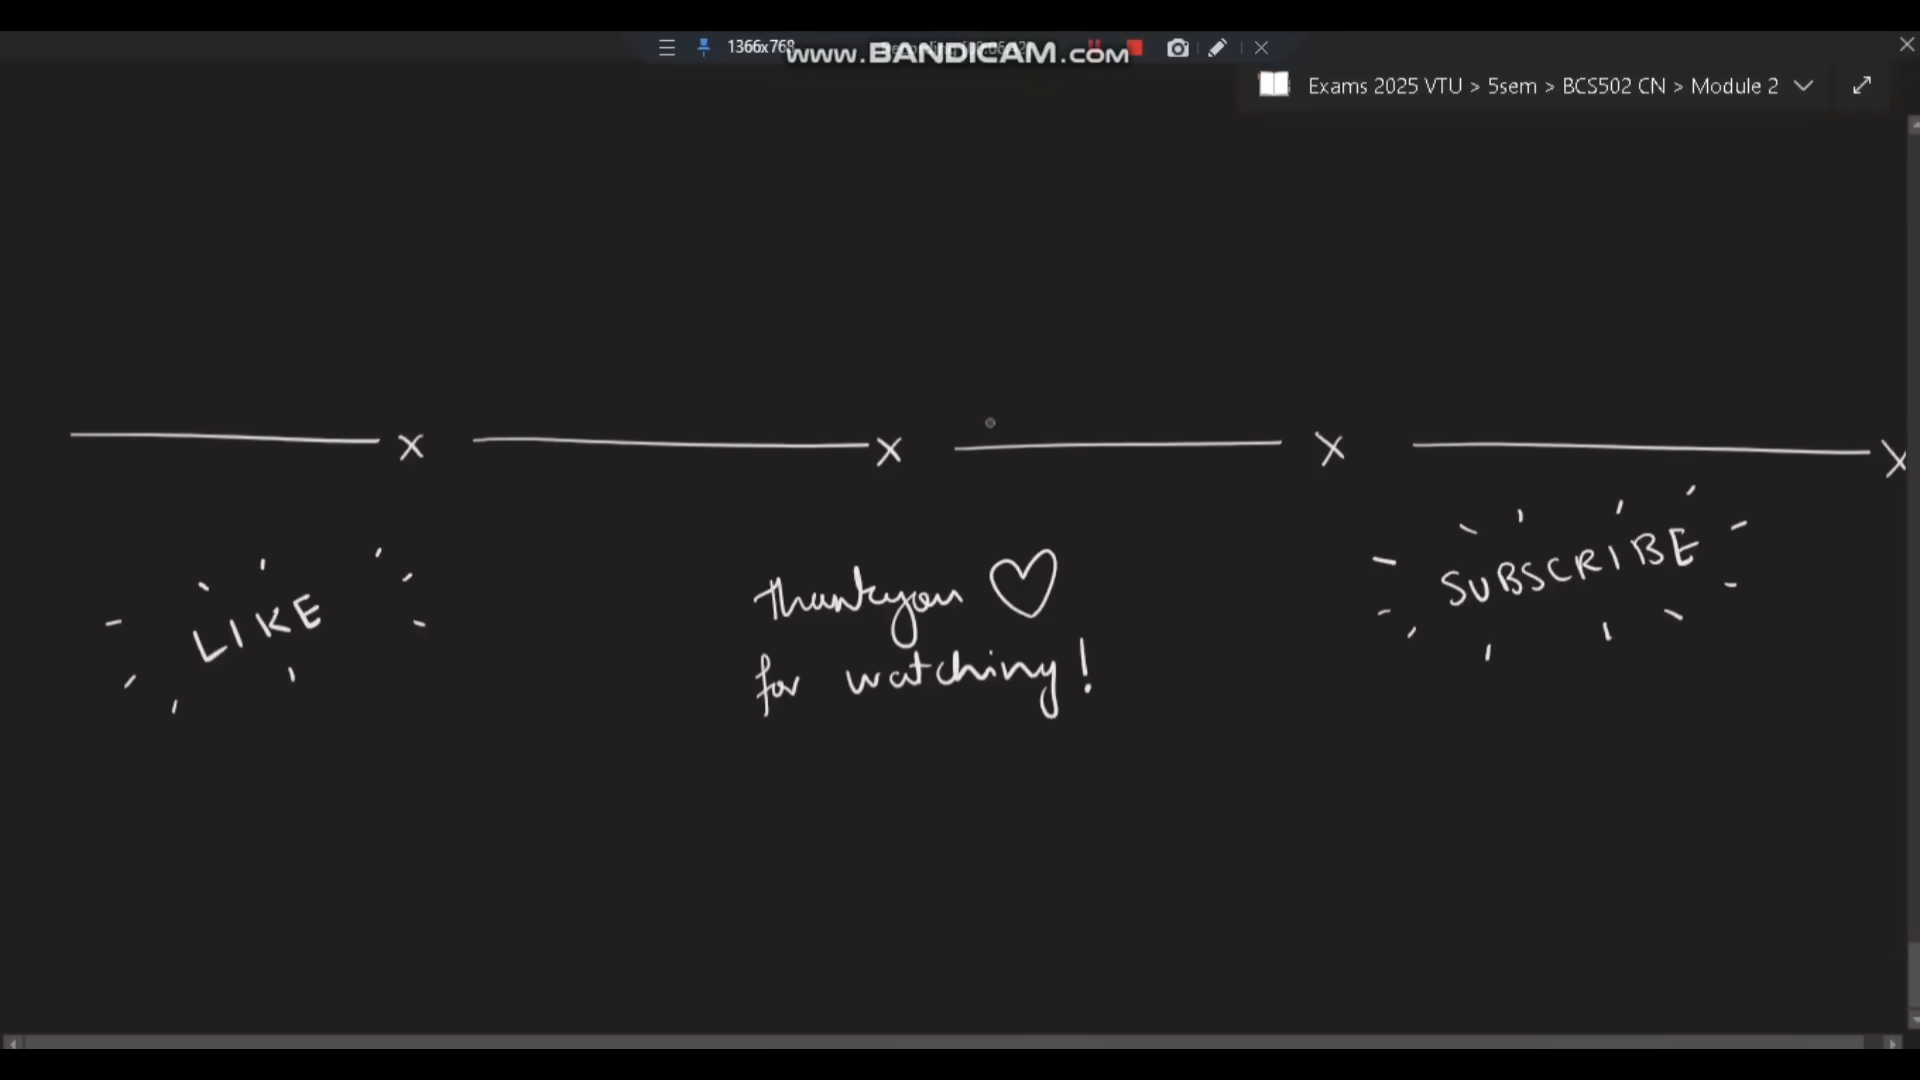 1366x768
www.BANDICAM.com
Exams 2025 VTU > 5sem > BCS502 CN > Module 2
x x x x
LIKE
thankyou ♡
for watching!
SUBSCRIBE